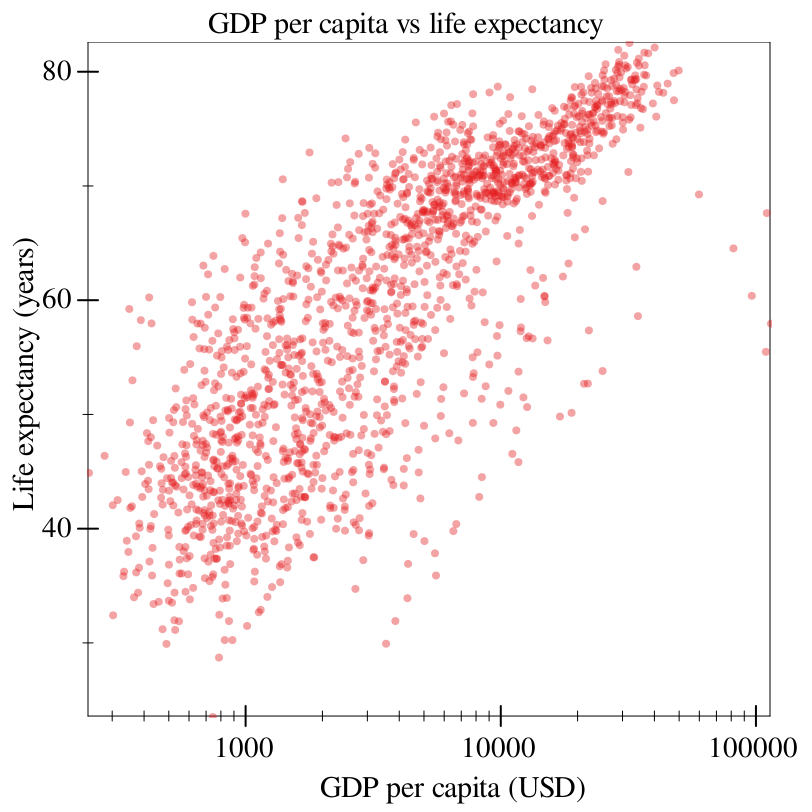 GDP per capita vs life expectancy
80
60
40
Life expectancy (years)
1000
10000
100000
GDP per capita (USD)